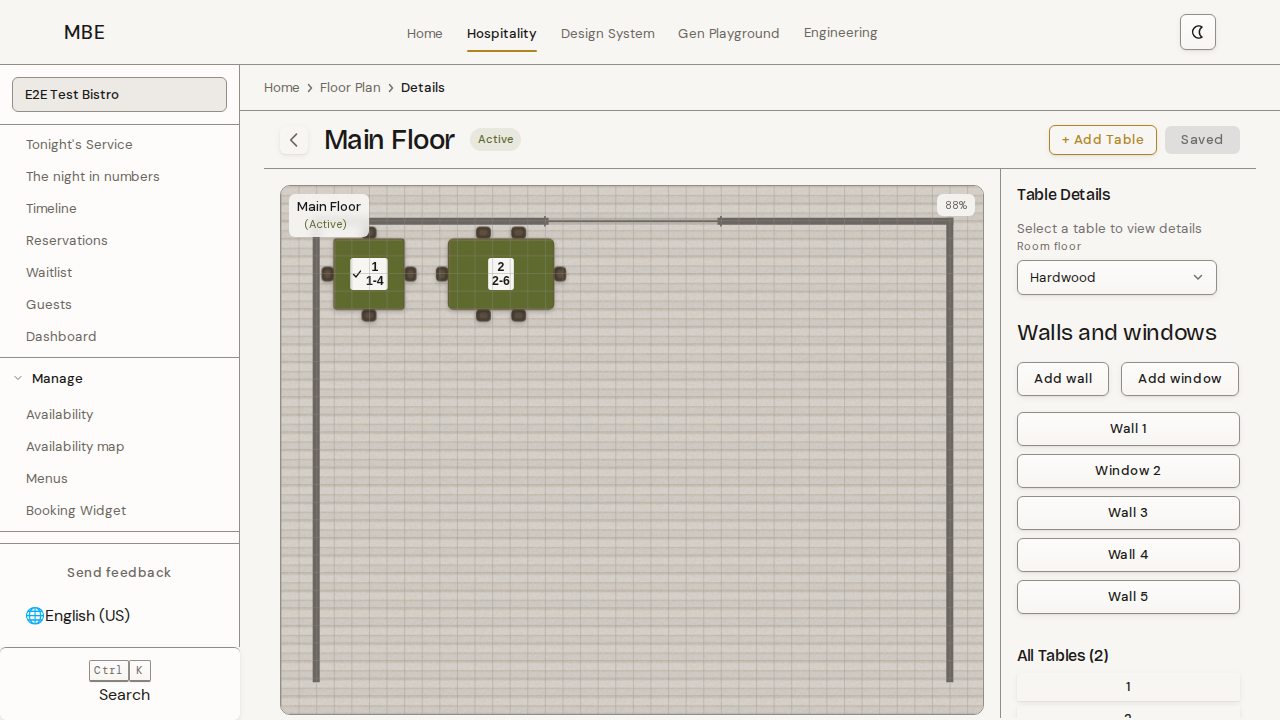 MBE
Home
Hospitality
Design System
Gen Playground
Engineering
E2E Test Bistro
Tonight's Service
The night in numbers
Timeline
Reservations
Waitlist
Guests
Dashboard
Manage
Availability
Availability map
Menus
Booking Widget
Send feedback
English (US)
Ctrl K
Search
Home > Floor Plan > Details
Main Floor
Active
+ Add Table
Saved
Main Floor
(Active)
88%
1
1-4
2
2-6
Table Details
Select a table to view details
Room floor
Hardwood
Walls and windows
Add wall
Add window
Wall 1
Window 2
Wall 3
Wall 4
Wall 5
All Tables (2)
1
2